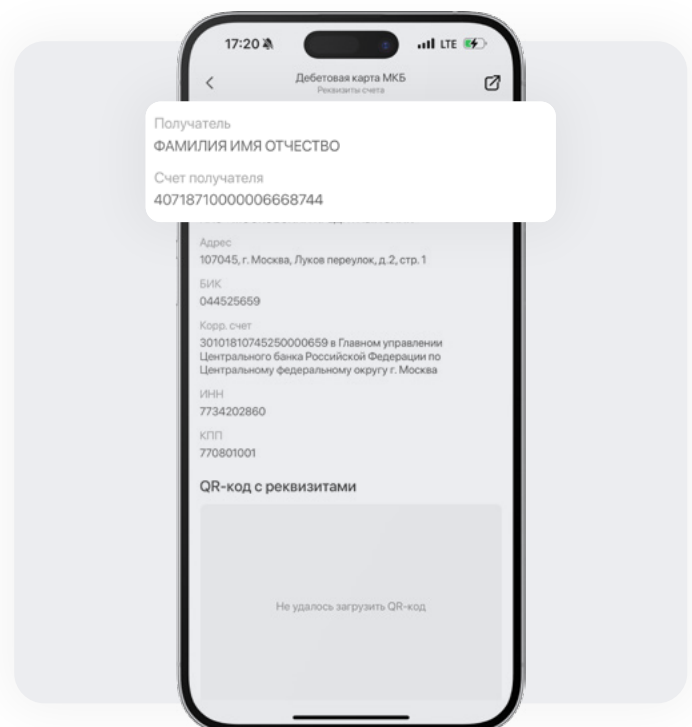 17:20
LTE
Дебетовая карта МКБ
Реквизиты счета
Получатель
ФАМИЛИЯ ИМЯ ОТЧЕСТВО
Счет получателя
40718710000006668744
Адрес
107045, г. Москва, Луков переулок, д.2, стр. 1
БИК
044525659
Корр. счет
30101810745250000659 в Главном управлении
Центрального банка Российской Федерации по
Центральному федеральному округу г. Москва
ИНН
7734202860
КПП
770801001
QR-код с реквизитами
Не удалось загрузить QR-код